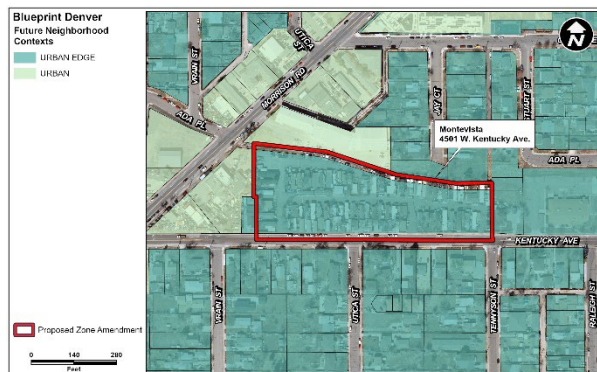 Blueprint Denver
Future Neighborhood
Contexts
URBAN EDGE
URBAN
Proposed Zone Amendment
0 140 280
Feet
N
VRAIN ST
UTICA
ST
MORRISON RD
ADA PL
JAY CT
STUART ST
Montevista
4501 W. Kentucky Ave.
ADA PL
KENTUCKY AVE
VRAIN ST
UTICA ST
TENNYSON ST
RALEIGH ST